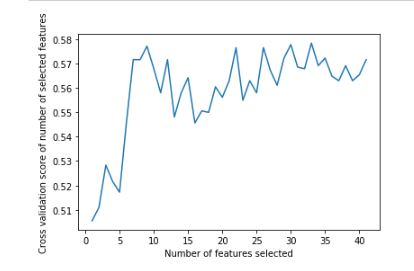 Cross validation score of number of selected features
0.58
0.57
0.56
0.55
0.54
0.53
0.52
0.51
0 5 10 15 20 25 30 35 40
Number of features selected